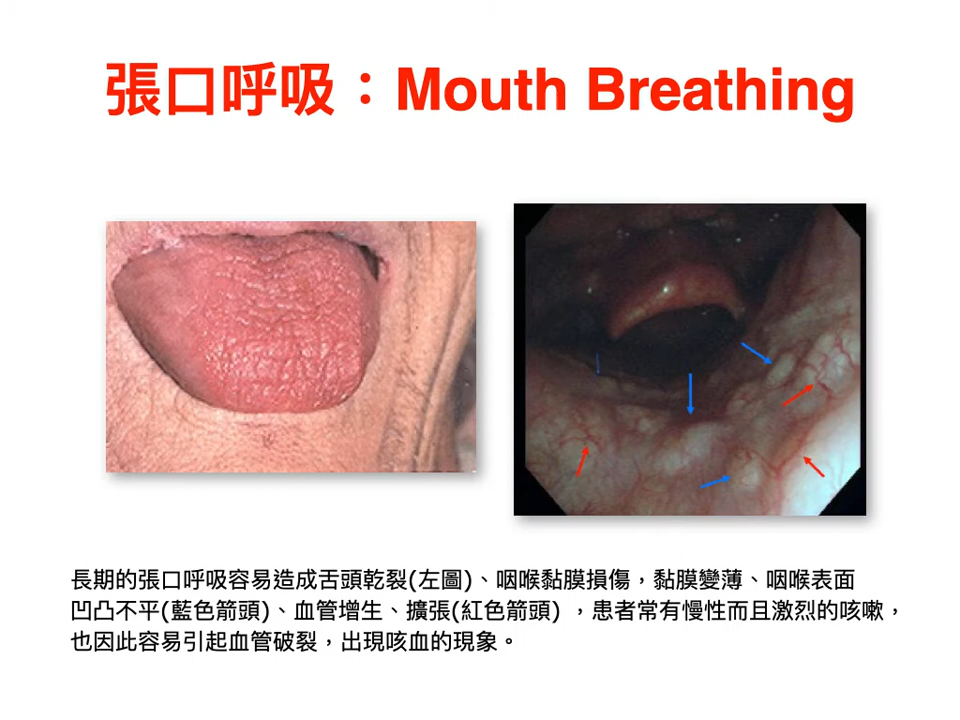 張口呼吸：Mouth Breathing
長期的張口呼吸容易造成舌頭乾裂(左圖)、咽喉黏膜損傷，黏膜變薄、咽喉表面
凹凸不平(藍色箭頭)、血管增生、擴張(紅色箭頭) ，患者常有慢性而且激烈的咳嗽，
也因此容易引起血管破裂，出現咳血的現象。